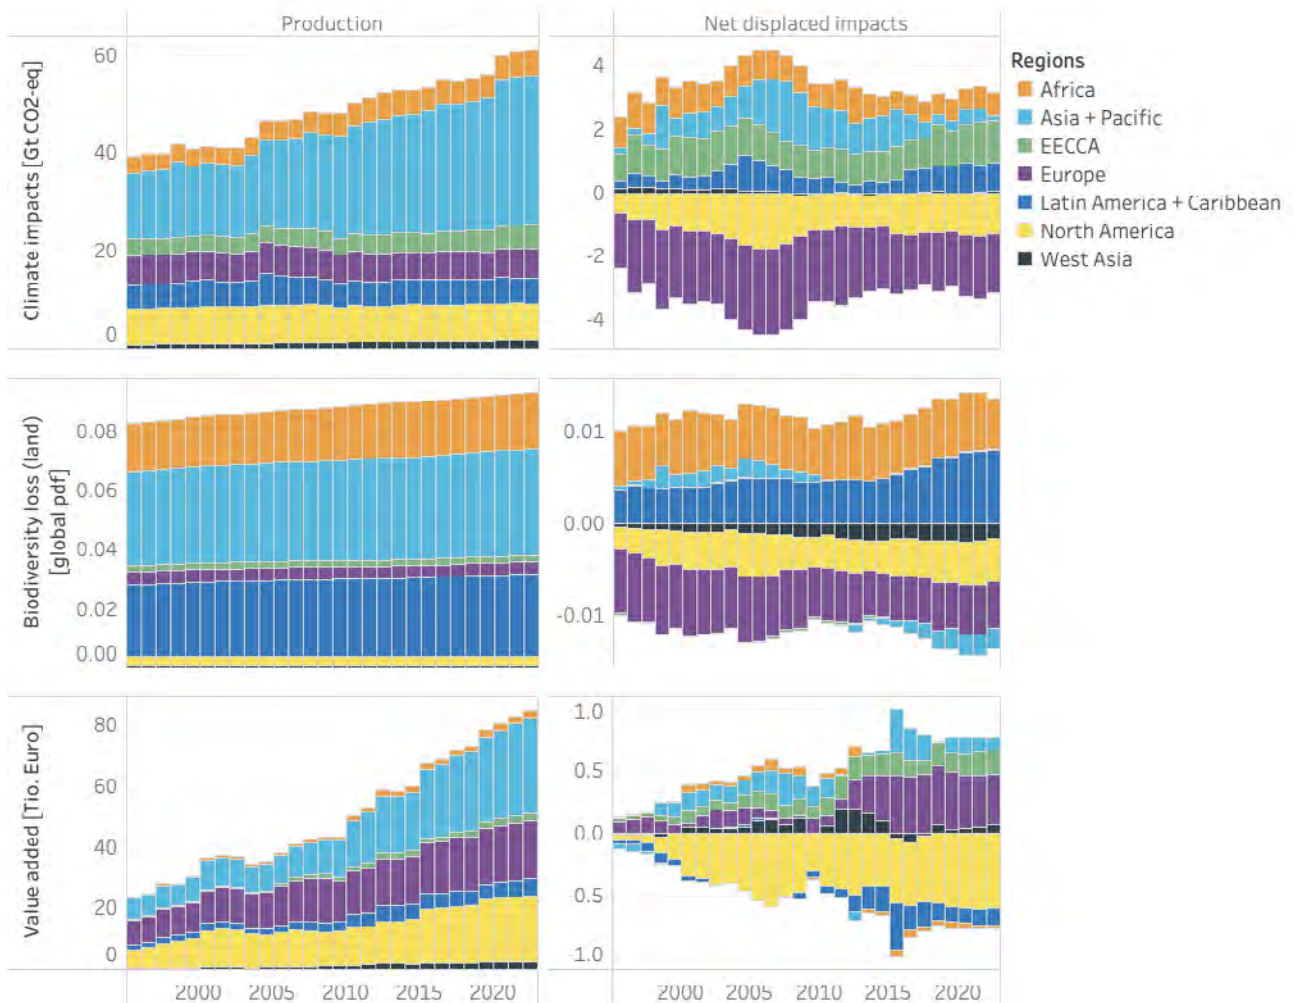 Production
Net displaced impacts
Climate impacts [Gt CO2-eq]
60
40
20
0
4
2
0
-2
-4
Regions
Africa
Asia + Pacific
EECCA
Europe
Latin America + Caribbean
North America
West Asia
Biodiversity loss (land)
[global pdf]
0.08
0.06
0.04
0.02
0.00
0.01
0.00
-0.01
Value added [Tio. Euro]
80
60
40
20
0
1.0
0.5
0.0
0.5
1.0
2000 2005 2010 2015 2020
2000 2005 2010 2015 2020